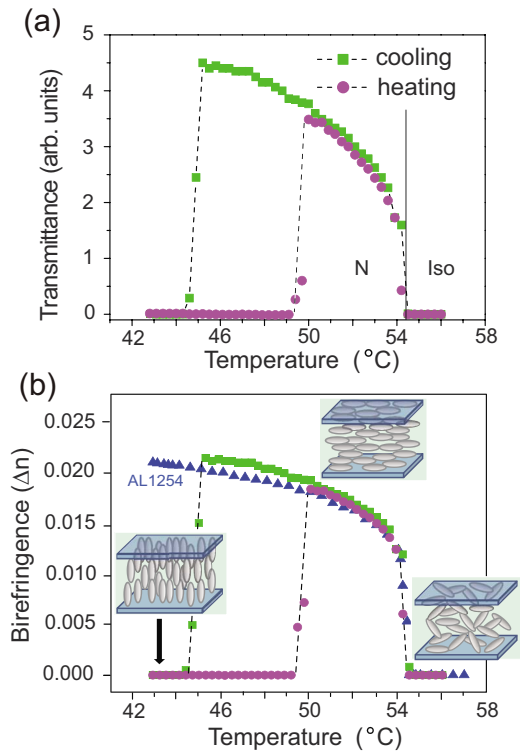 (a)
Transmittance (arb. units)
5
4
3
2
1
0
cooling
heating
N
Iso
42
46
50
54
58
Temperature (°C)
(b)
Birefringence (Δn)
0.025
0.020
0.015
0.010
0.005
0.000
AL1254
42
46
50
54
58
Temperature (°C)